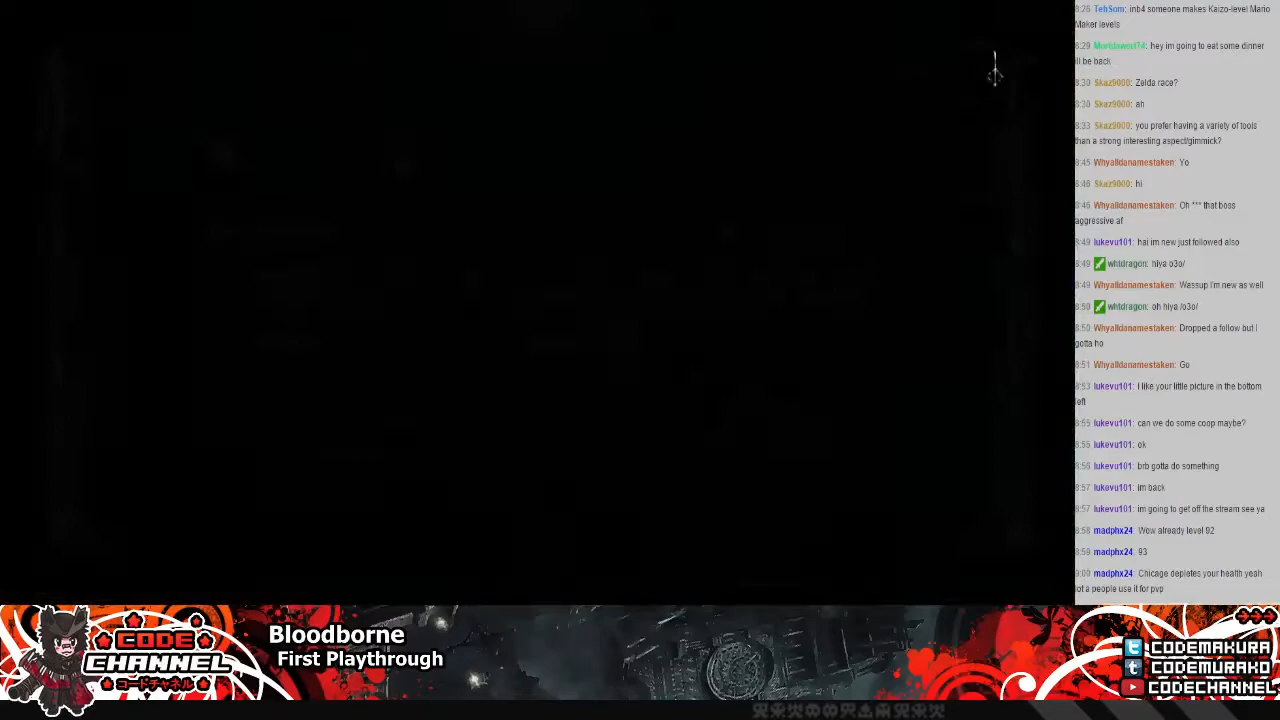 8:26 TehSom: inb4 someone makes Kaizo-level Mario
Maker levels
hey im going to eat some dinner
ill be back
8:30 Skaz9000: Zelda race?
8:30 Skaz9000: ah
8:33 Skaz9000: you prefer having a variety of tools
than a strong interesting aspect/gimmick?
8:45 Whyalldanamestaken: Yo
8:46 Skaz9000: hi
8:46 Whyalldanamestaken: Oh *** that boss
aggressive af
8:49 lukevu101: hai im new just followed also
8:49 whtdragon: hiya o3o/
8:49 Whyalldanamestaken: Wassup I'm new as well
whtdragon: oh hiya /o3o/
8:50 Whyalldanamestaken: Dropped a follow but I
gotta ho
8:51 Whyalldanamestaken: Go
8:53 lukevu101: I like your little picture in the bottom
left
8:55 lukevu101: can we do some coop maybe?
8:55 lukevu101: ok
8:56 lukevu101: brb gotta do something
8:57 lukevu101: im back
8:57 lukevu101: im going to get off the stream see ya
8:58 madphx24: Wow already level 92
8:59 madphx24: 93
9:00 madphx24: Chicage depletes your health yeah
lot a people use it for pvp
CODE
CHANNEL
コードチャンネル
Bloodborne
First Playthrough
CODEMAKURA
CODEMURAKO
CODECHANNEL